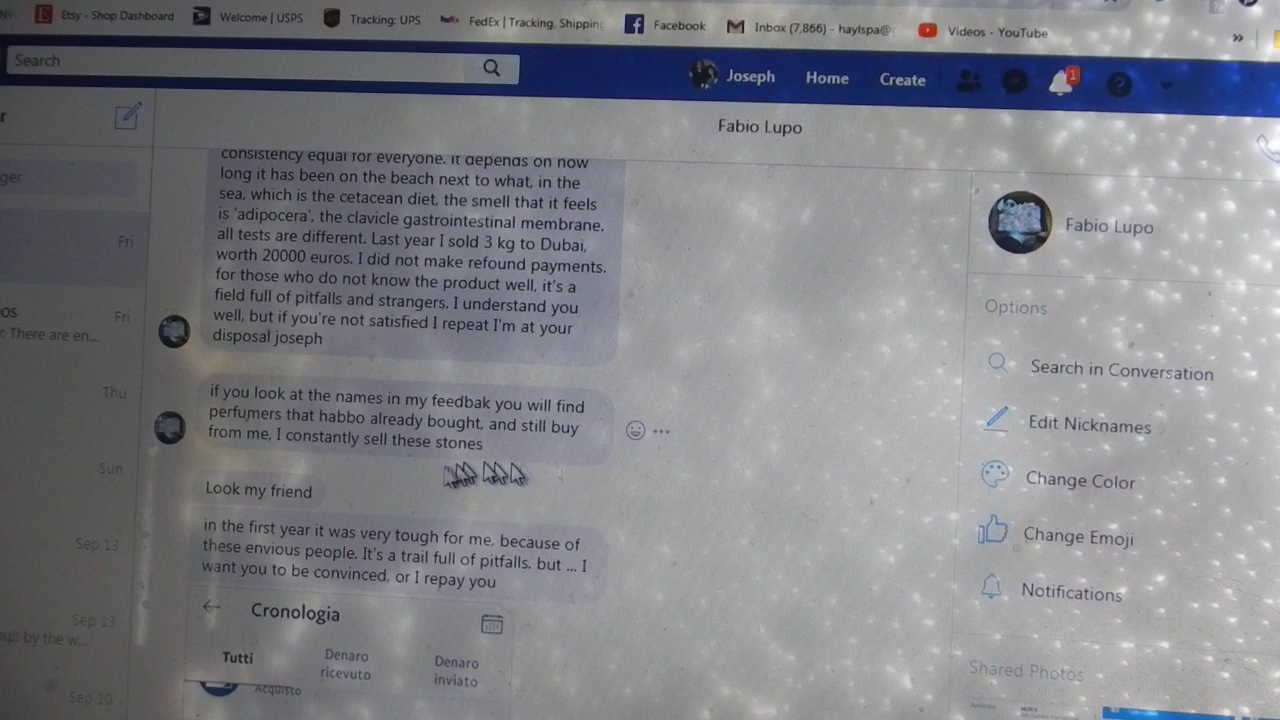 Etsy - Shop Dashboard
Welcome | USPS
Tracking: UPS
FedEx | Tracking, Shipping
Facebook
Inbox (7,866) - haylspa@
Videos - YouTube
»
Search
Joseph
Home
Create
1
?
Fabio Lupo
r
ger
Fri
os
Fri
r: There are en...
Thu
Sun
Sep 13
Sep 13
by the w...
Sep 10
consistency equal for everyone. It depends on how
long it has been on the beach next to what, in the
sea, which is the cetacean diet, the smell that it feels
is 'adipocera', the clavicle gastrointestinal membrane.
all tests are different. Last year I sold 3 kg to Dubai,
worth 20000 euros. I did not make refound payments.
for those who do not know the product well, it's a
field full of pitfalls and strangers. I understand you
well, but if you're not satisfied I repeat I'm at your
disposal joseph
if you look at the names in my feedbak you will find
perfumers that habbo already bought, and still buy
from me, I constantly sell these stones
Look my friend
in the first year it was very tough for me, because of
these envious people. It's a trail full of pitfalls. but ... I
want you to be convinced, or I repay you
Cronologia
Tutti
Denaro
ricevuto
Denaro
inviato
Acquisto
Fabio Lupo
Options
Search in Conversation
Edit Nicknames
Change Color
Change Emoji
Notifications
Shared Photos